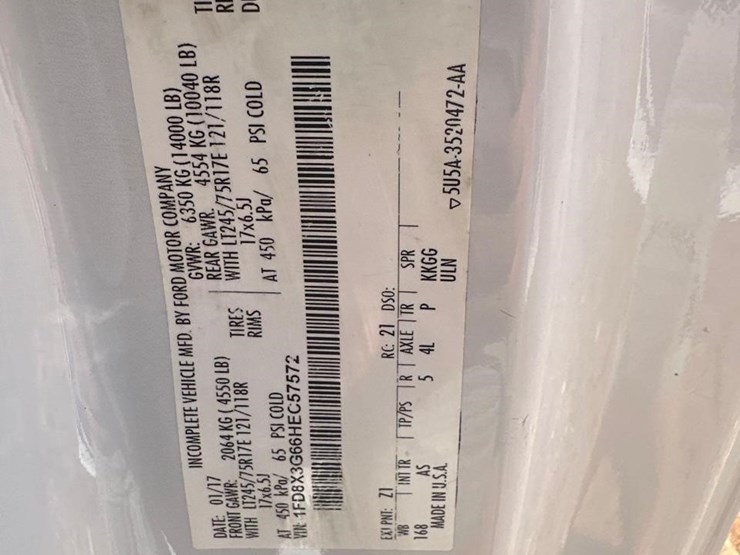 INCOMPLETE VEHICLE MFD. BY FORD MOTOR COMPANY
DATE: 01/17 GVWR: 6350 KG (14000 LB)
FRONT GAWR: 2064 KG (4550 LB) REAR GAWR: 4554 KG (10040 LB)
WITH LT245/75R17E 121/118R TIRES WITH LT245/75R17E 121/118R TI
17x6.5J RIMS 17x6.5J RI
AT 450 kPa/ 65 PSI COLD AT 450 kPa/ 65 PSI COLD DI
VIN: 1FD8X3G66HEC57572
EXT PNT: Z1 RC: 21 DSO:
WB INT TR TP/PS R AXLE TR SPR
168 AS 5 4L P KKGG
MADE IN U.S.A. ULN
▽5U5A-3520472-AA